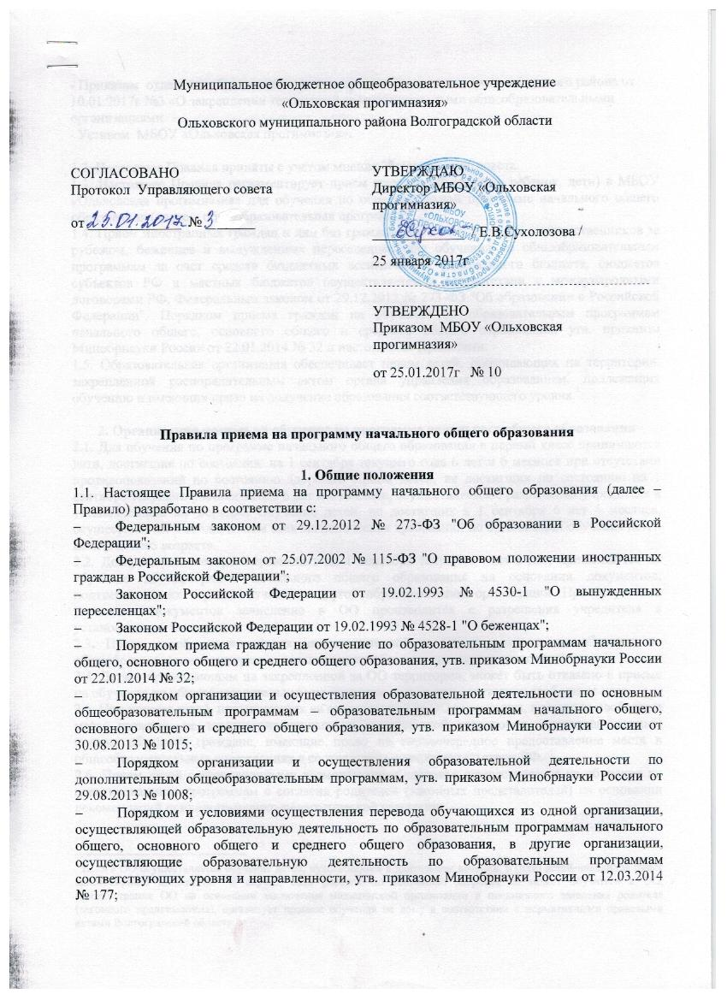 Муниципальное бюджетное общеобразовательное учреждение
«Ольховская прогимназия»
Ольховского муниципального района Волгоградской области
СОГЛАСОВАНО
Протокол Управляющего совета
от 25.01.2017 № 3
УТВЕРЖДАЮ
Директор МБОУ «Ольховская
прогимназия»
/ Е.В.Сухолозова /
25 января 2017г
УТВЕРЖДЕНО
Приказом МБОУ «Ольховская
прогимназия»
от 25.01.2017г № 10
Правила приема на программу начального общего образования
1. Общие положения
1.1. Настоящее Правила приема на программу начального общего образования (далее –
Правило) разработано в соответствии с:
– Федеральным законом от 29.12.2012 № 273-ФЗ "Об образовании в Российской
Федерации";
– Федеральным законом от 25.07.2002 № 115-ФЗ "О правовом положении иностранных
граждан в Российской Федерации";
– Законом Российской Федерации от 19.02.1993 № 4530-1 "О вынужденных
переселенцах";
– Законом Российской Федерации от 19.02.1993 № 4528-1 "О беженцах";
– Порядком приема граждан на обучение по образовательным программам начального
общего, основного общего и среднего общего образования, утв. приказом Минобрнауки России
от 22.01.2014 № 32;
– Порядком организации и осуществления образовательной деятельности по основным
общеобразовательным программам – образовательным программам начального общего,
основного общего и среднего общего образования, утв. приказом Минобрнауки России от
30.08.2013 № 1015;
– Порядком организации и осуществления образовательной деятельности по
дополнительным общеобразовательным программам, утв. приказом Минобрнауки России от
29.08.2013 № 1008;
– Порядком и условиями осуществления перевода обучающихся из одной организации,
осуществляющей образовательную деятельность по образовательным программам начального
общего, основного общего и среднего общего образования, в другие организации,
осуществляющие образовательную деятельность по образовательным программам
соответствующих уровня и направленности, утв. приказом Минобрнауки России от 12.03.2014
№ 177;